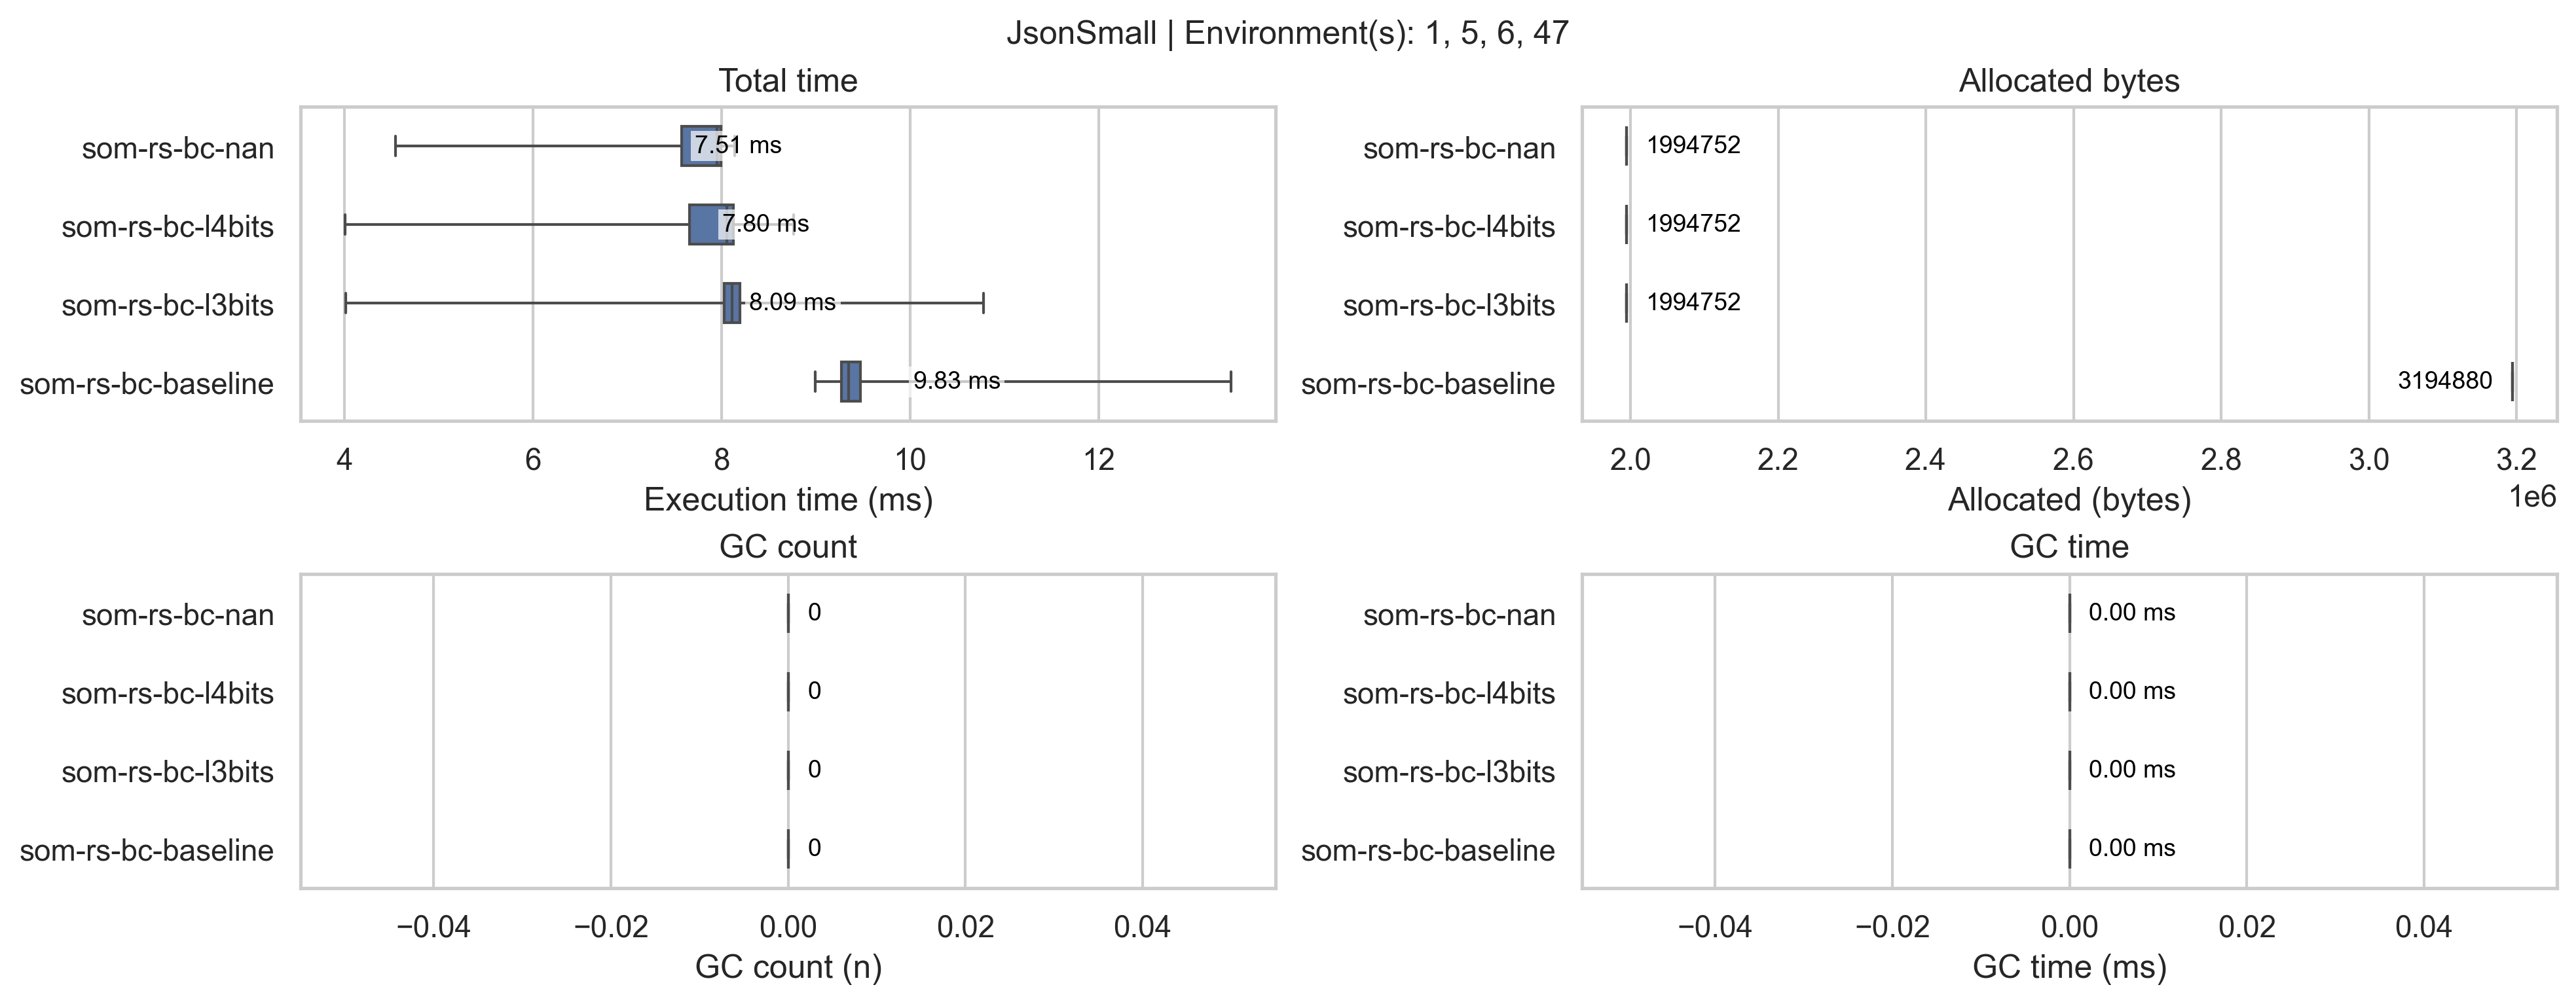 JsonSmall | Environment(s): 1, 5, 6, 47
Total time
som-rs-bc-nan
7.51 ms
som-rs-bc-l4bits
7.80 ms
som-rs-bc-l3bits
8.09 ms
som-rs-bc-baseline
9.83 ms
4 6 8 10 12
Execution time (ms)
Allocated bytes
som-rs-bc-nan
1994752
som-rs-bc-l4bits
1994752
som-rs-bc-l3bits
1994752
som-rs-bc-baseline
3194880
2.0 2.2 2.4 2.6 2.8 3.0 3.2
1e6
Allocated (bytes)
GC count
som-rs-bc-nan
0
som-rs-bc-l4bits
0
som-rs-bc-l3bits
0
som-rs-bc-baseline
0
−0.04 −0.02 0.00 0.02 0.04
GC count (n)
GC time
som-rs-bc-nan
0.00 ms
som-rs-bc-l4bits
0.00 ms
som-rs-bc-l3bits
0.00 ms
som-rs-bc-baseline
0.00 ms
−0.04 −0.02 0.00 0.02 0.04
GC time (ms)